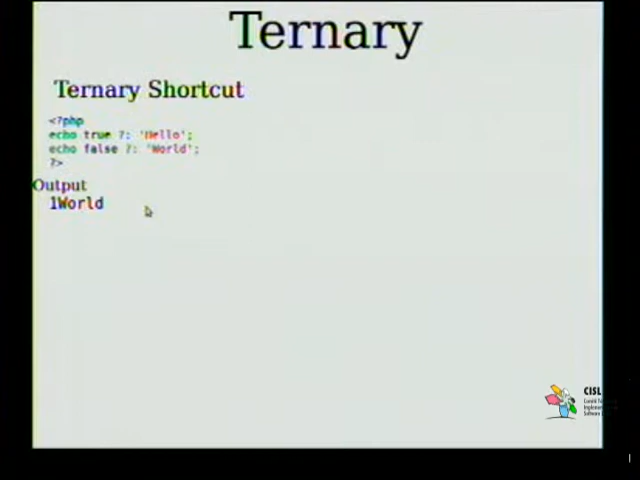 Ternary
Ternary Shortcut
<?php
echo true ?: 'Hello';
echo false ?: 'World';
?>
Output
1World
CISL